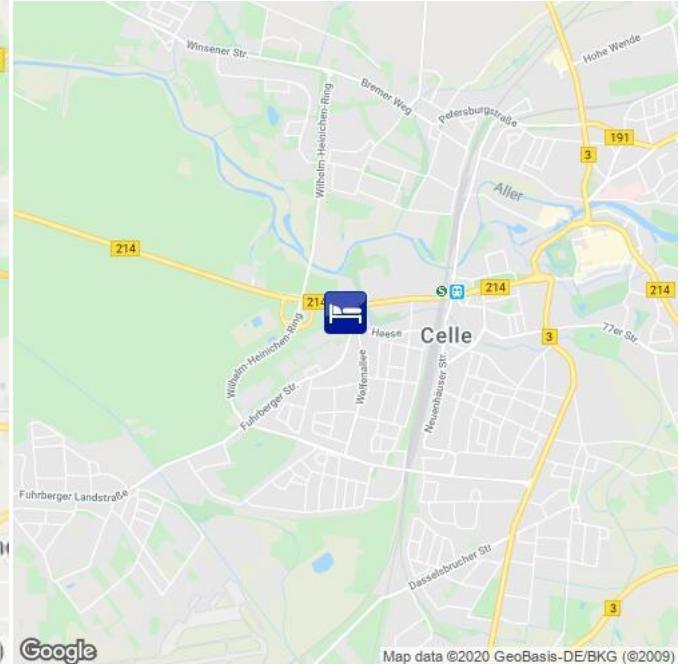 Winsener Str.
Bremer Weg
Hohe Wende
Petersburgstraße
191
3
Wilhelm-Heinichen-Ring
Aller
214
214
214
214
S
Heese
Celle
3
77er Str.
Wilhelm-Heinichen-Ring
Welfenallee
Neuenhäuser Str.
Fuhrberger Str.
Fuhrberger Landstraße
Dasselsbrucher Str
3
Google
Map data ©2020 GeoBasis-DE/BKG (©2009)